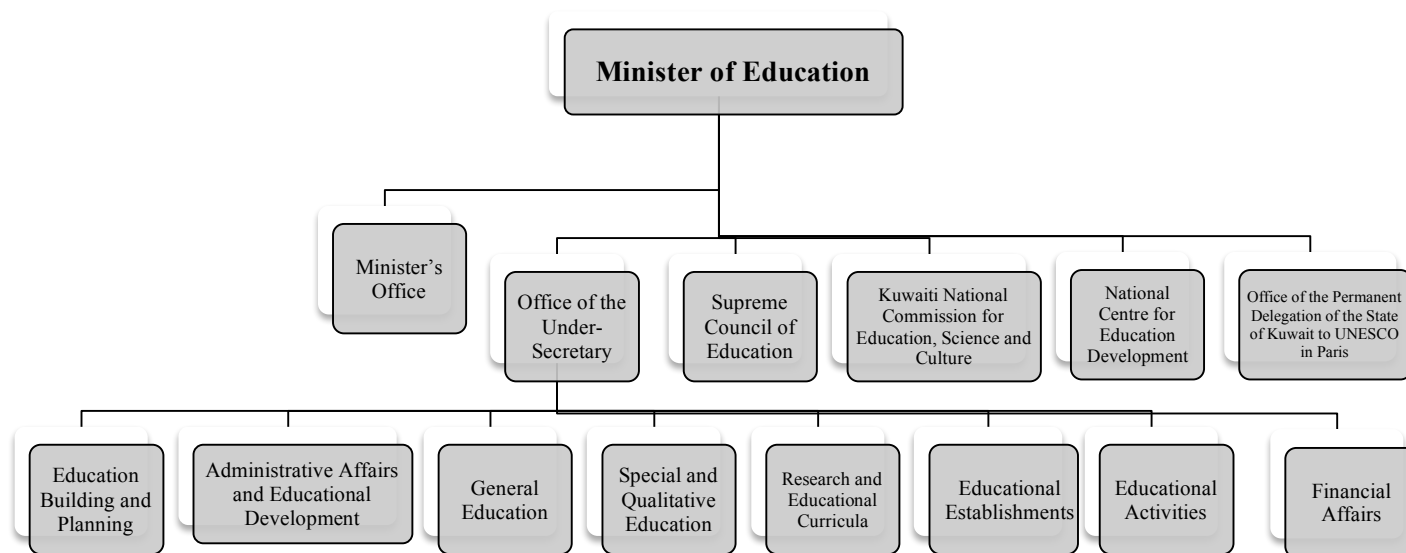 Minister of Education
Minister’s
Office
Office of the
Under-
Secretary
Supreme
Council of
Education
Kuwaiti National
Commission for
Education, Science and
Culture
National
Centre for
Education
Development
Office of the Permanent
Delegation of the State
of Kuwait to UNESCO
in Paris
Education
Building and
Planning
Administrative Affairs
and Educational
Development
General
Education
Special and
Qualitative
Education
Research and
Educational
Curricula
Educational
Establishments
Educational
Activities
Financial
Affairs